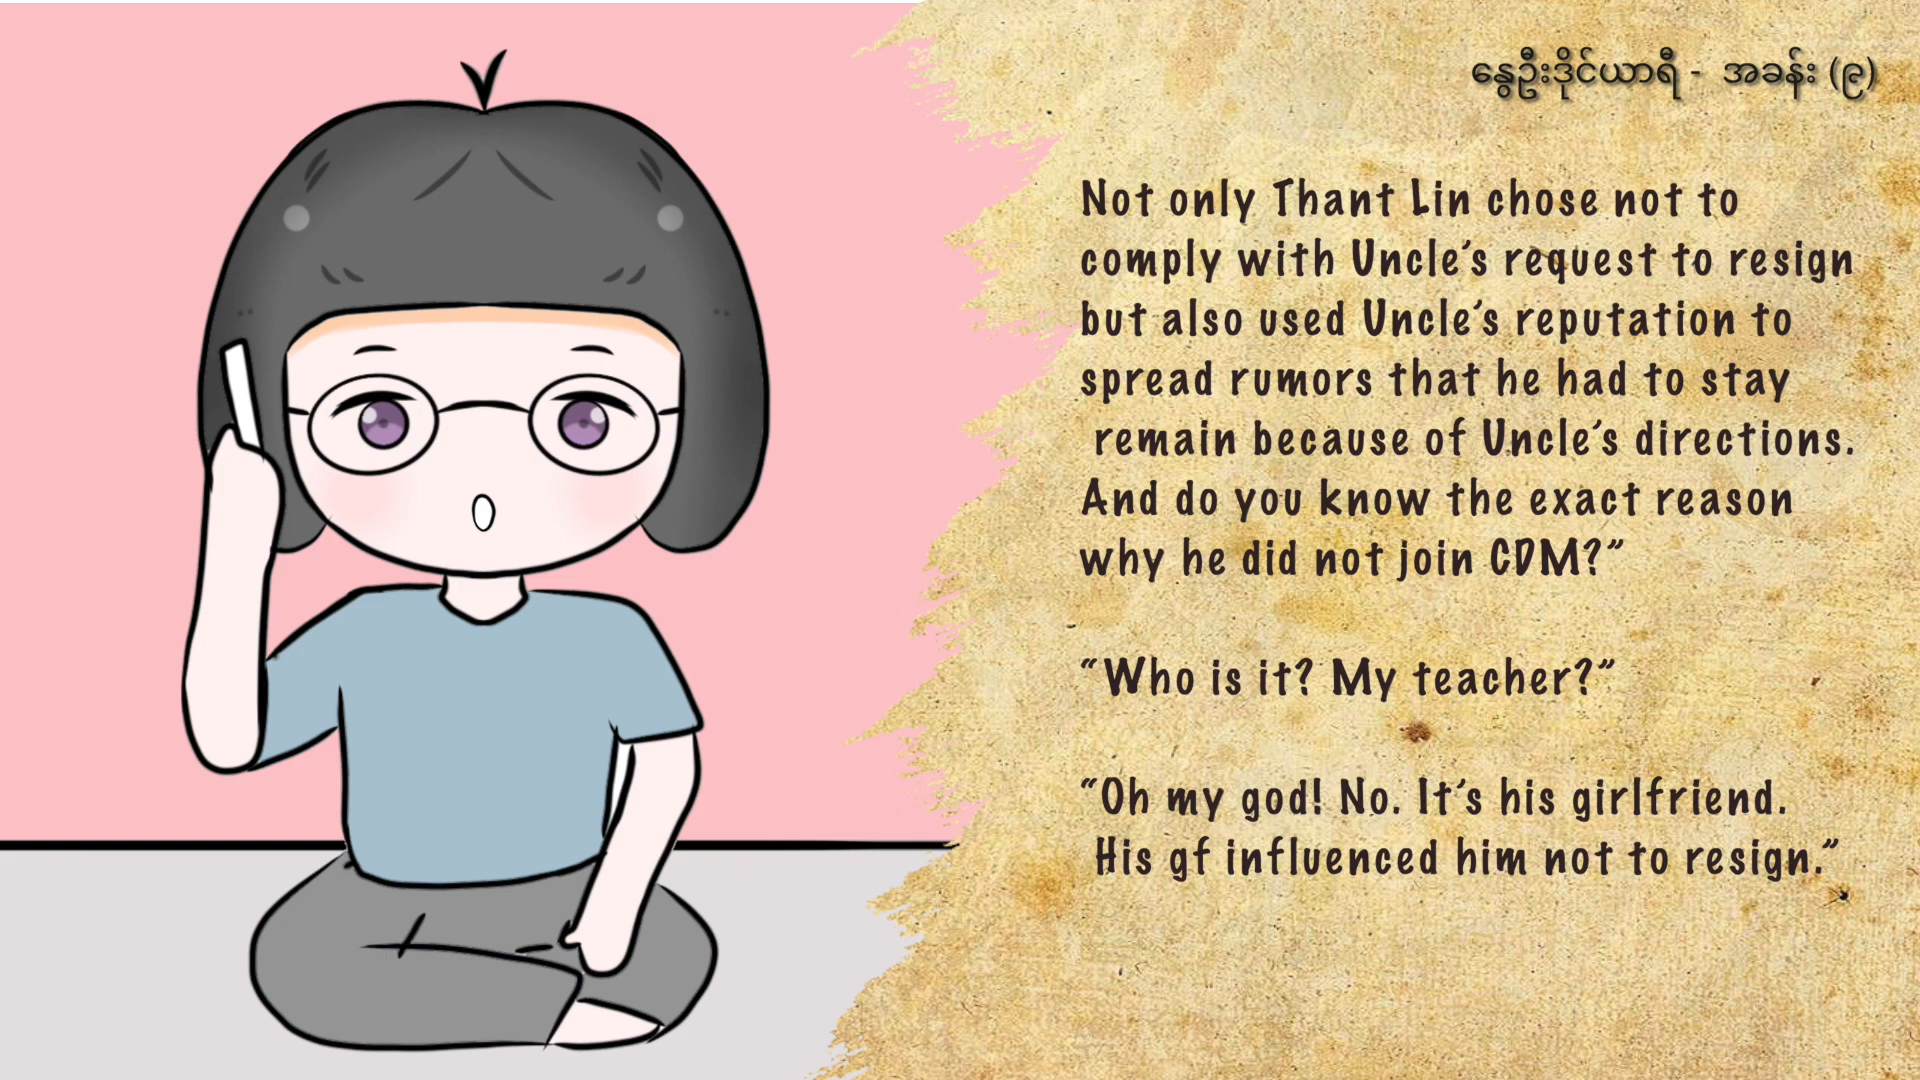 နွေဦးဒိုင်ယာရီ - အခန်း (၉)
Not only Thant Lin chose not to
comply with Uncle’s request to resign
but also used Uncle’s reputation to
spread rumors that he had to stay
remain because of Uncle’s directions.
And do you know the exact reason
why he did not join CDM?”
“Who is it? My teacher?”
“Oh my god! No. It’s his girlfriend.
His gf influenced him not to resign.”